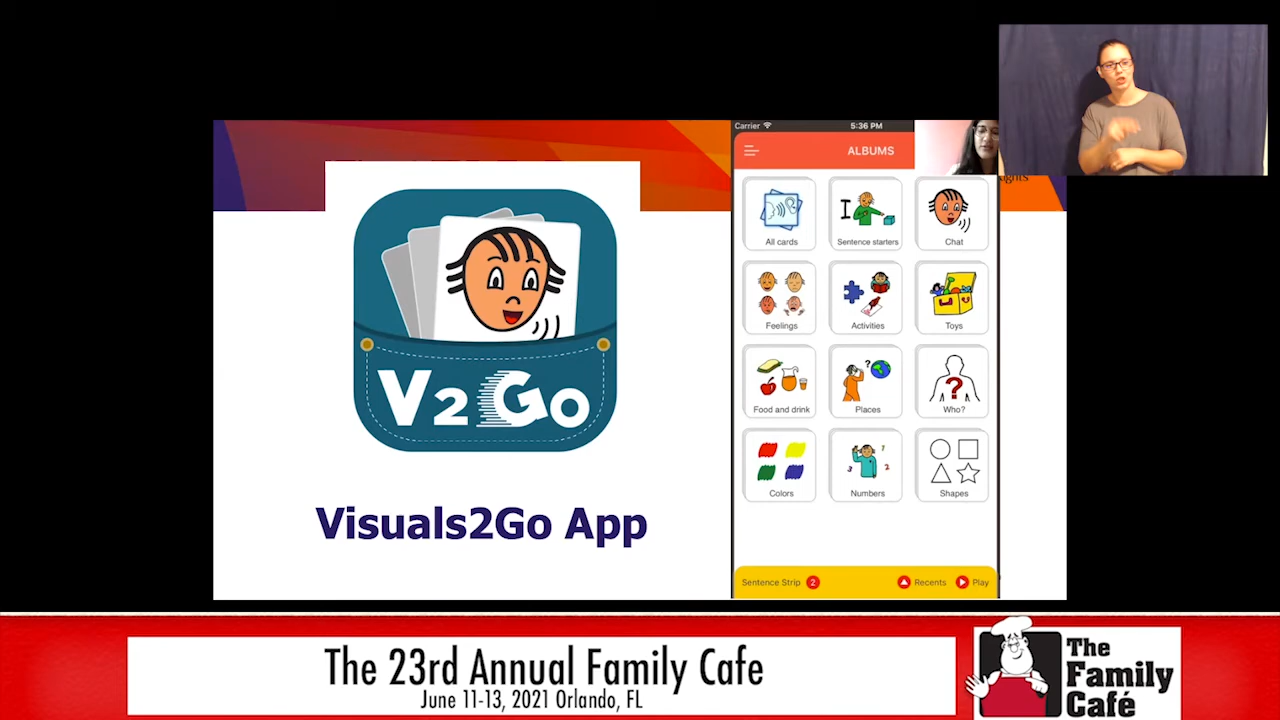 Carrier
5:36 PM
ALBUMS
All cards
Sentence starters
Chat
Feelings
Activities
Toys
Food and drink
Places
Who?
Colors
Numbers
Shapes
Sentence Strip 2
Recents
Play
V2Go
Visuals2Go App
The 23rd Annual Family Cafe
June 11-13, 2021 Orlando, FL
The
Family
Café